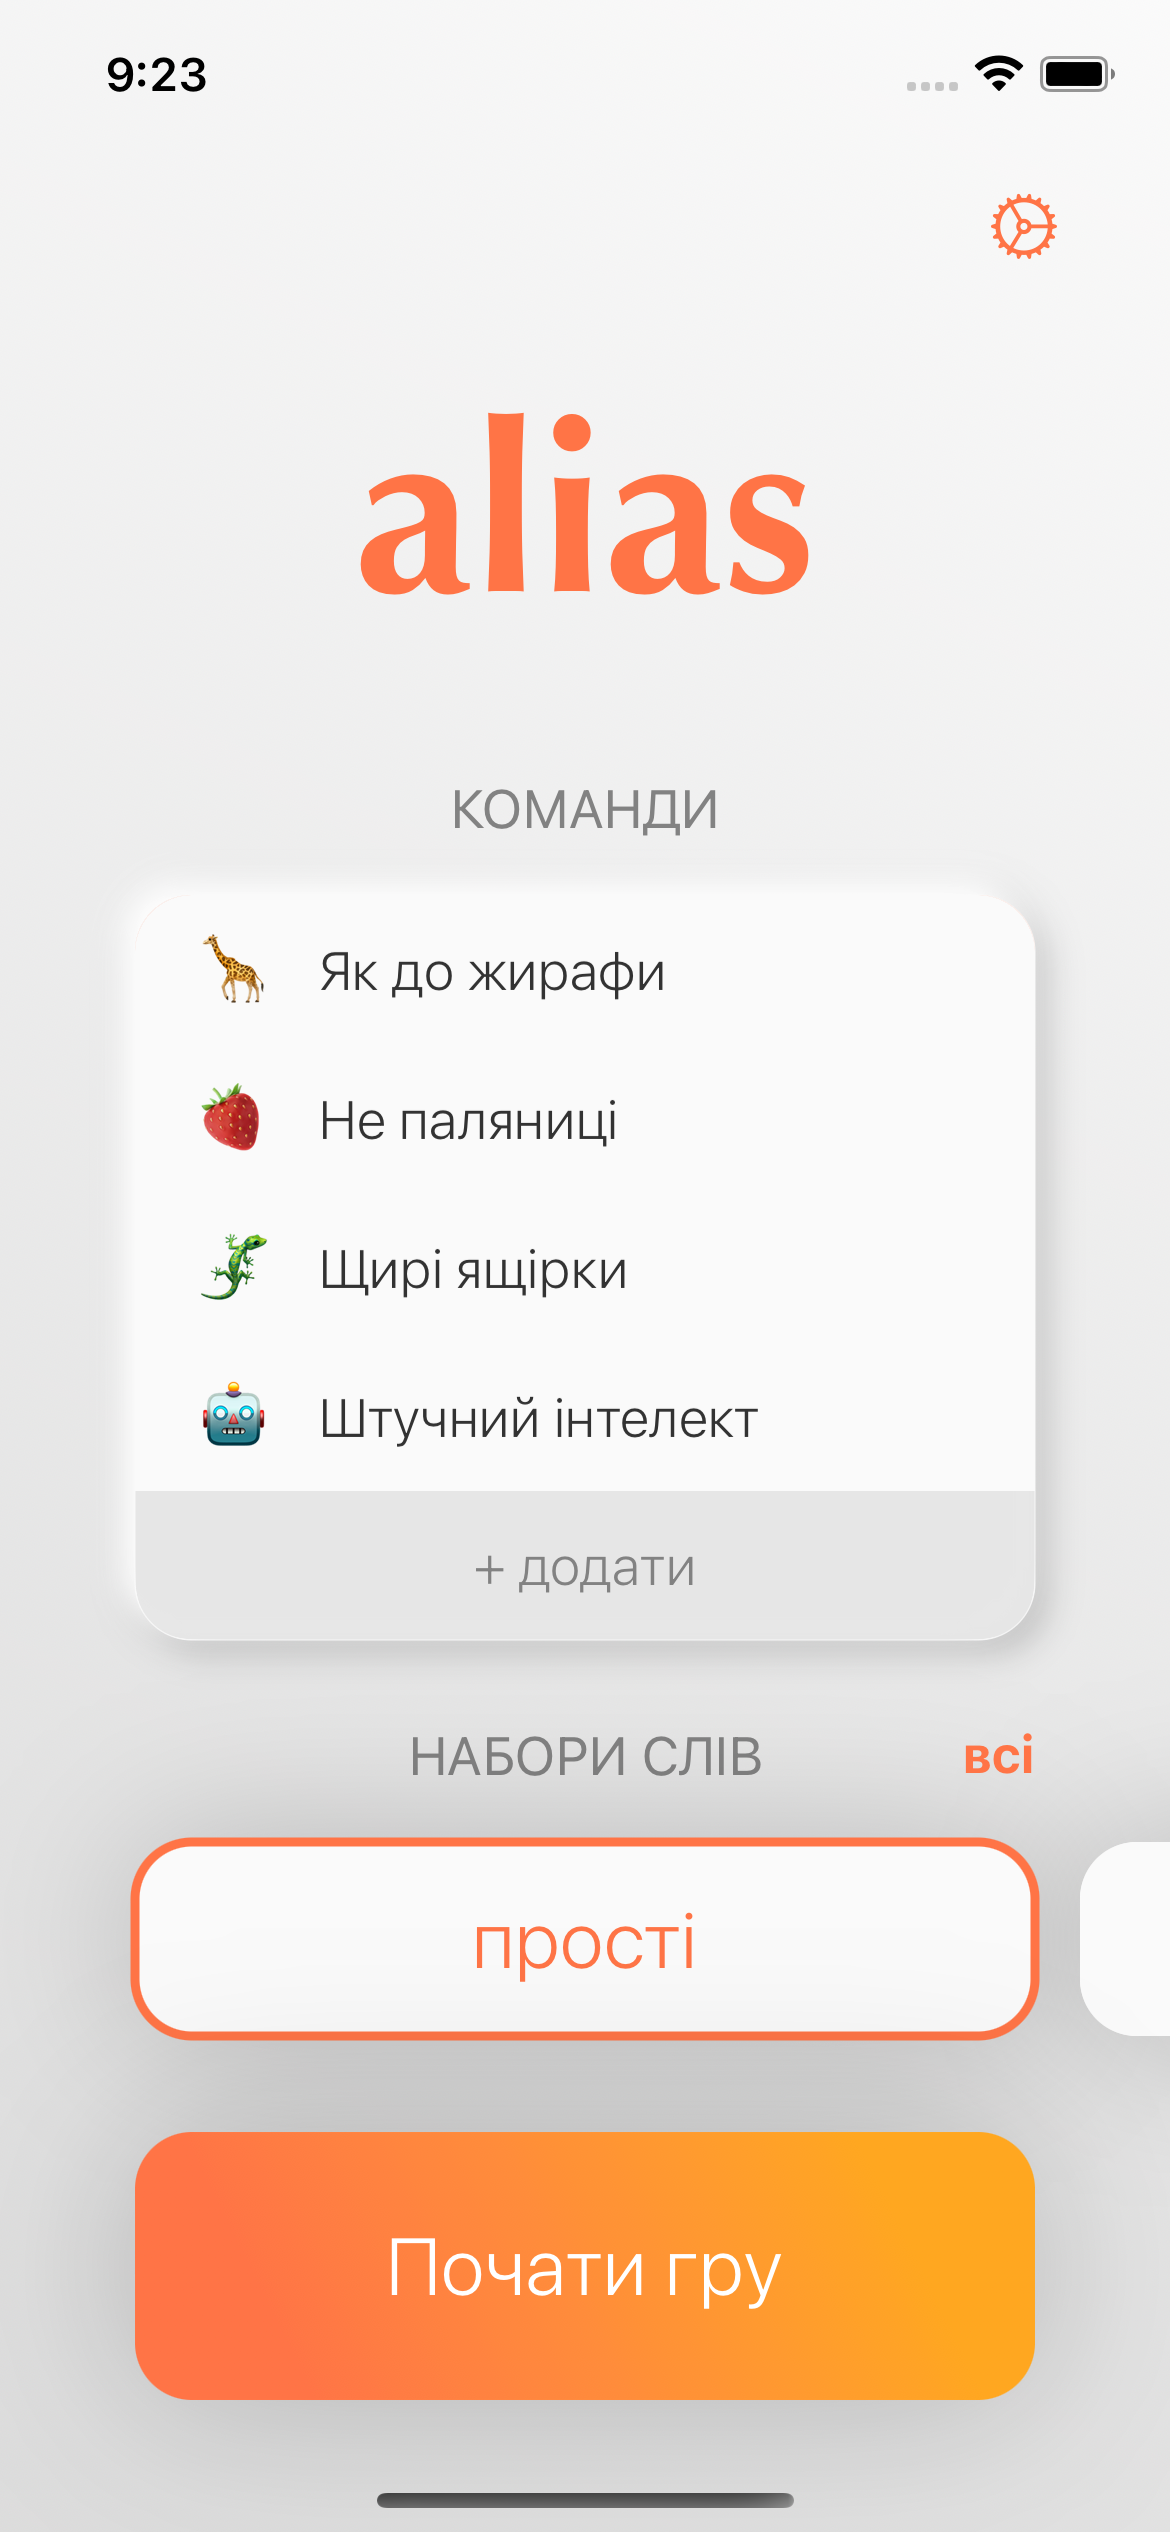 9:23
alias
КОМАНДИ
Як до жирафи
Не паляниці
Щирі ящірки
Штучний інтелект
+ додати
НАБОРИ СЛІВ
всі
прості
Почати гру